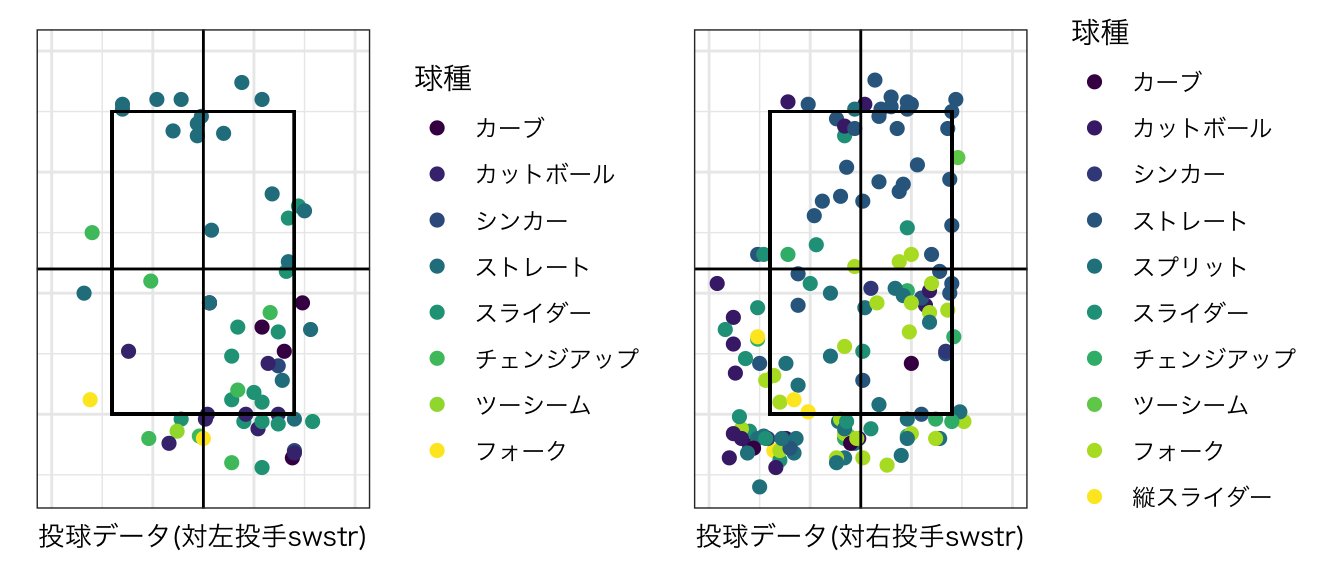 球種
カーブ
カットボール
シンカー
ストレート
スライダー
チェンジアップ
ツーシーム
フォーク
投球データ(対左投手swstr)
球種
カーブ
カットボール
シンカー
ストレート
スプリット
スライダー
チェンジアップ
ツーシーム
フォーク
縦スライダー
投球データ(対右投手swstr)